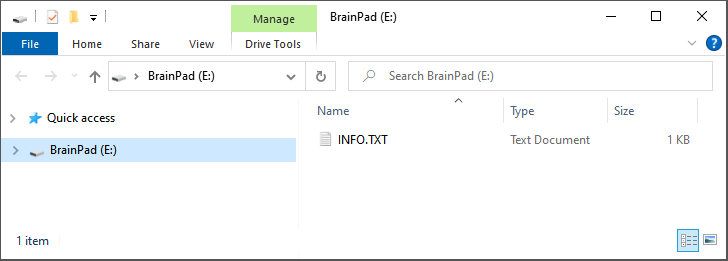 Manage BrainPad (E:)
File Home Share View Drive Tools
BrainPad (E:) Search BrainPad (E:)
Quick access
BrainPad (E:)
Name Type Size
INFO.TXT Text Document 1 KB
1 item